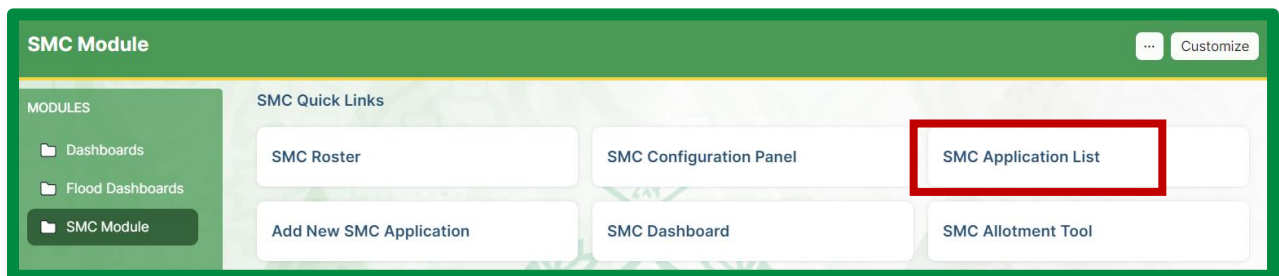 SMC Module
... Customize
MODULES
Dashboards
Flood Dashboards
SMC Module
SMC Quick Links
SMC Roster
SMC Configuration Panel
SMC Application List
Add New SMC Application
SMC Dashboard
SMC Allotment Tool